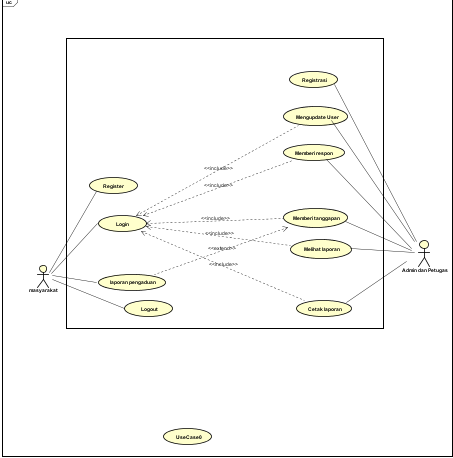 uc
Registrasi
Mengupdate User
Memberi respon
<<include>>
<<include>>
Register
Login
<<include>>
Memberi tanggapan
<<include>>
<<extend>>
Melihat laporan
<<include>>
masyarakat
Admin dan Petugas
laporan pengaduan
Logout
Cetak laporan
UseCase0